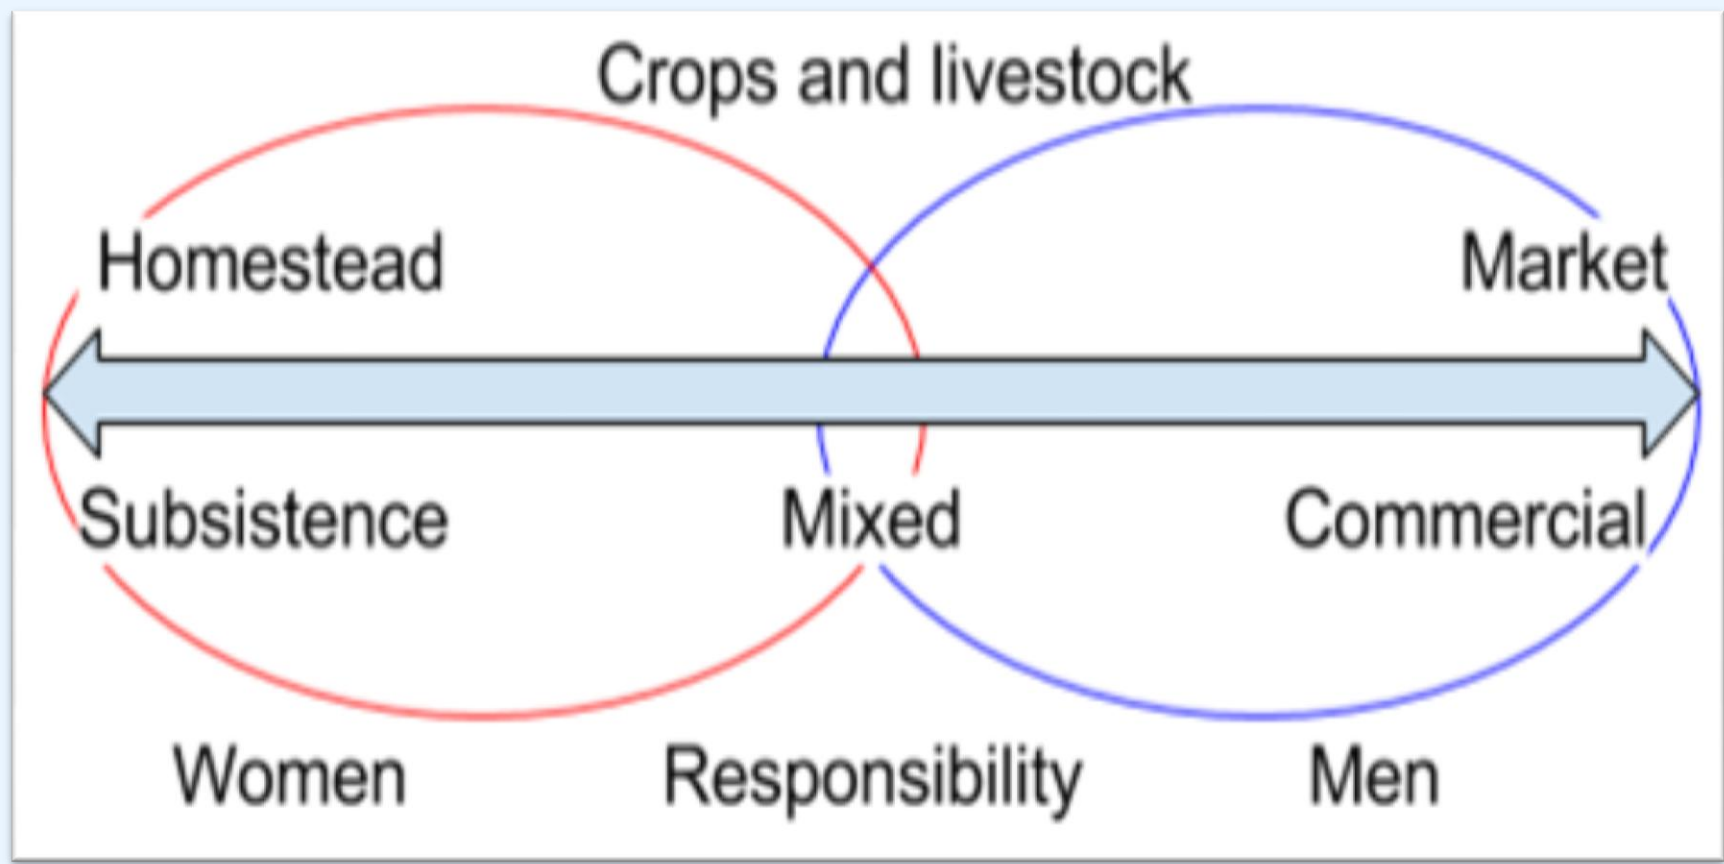 Crops and livestock
Homestead
Market
Subsistence
Mixed
Commercial
Women
Responsibility
Men